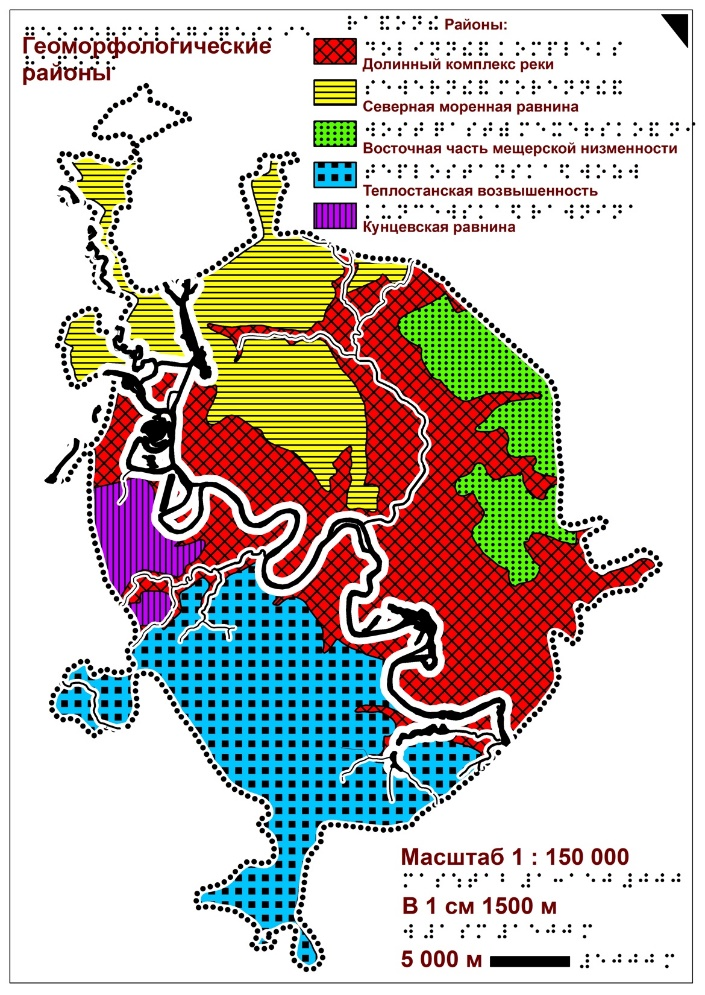 Геоморфологические
районы
Районы:
Долинный комплекс реки
Северная моренная равнина
Восточная часть мещерской низменности
Теплостанская возвышенность
Кунцевская равнина
Масштаб 1 : 150 000
В 1 см 1500 м
5 000 м